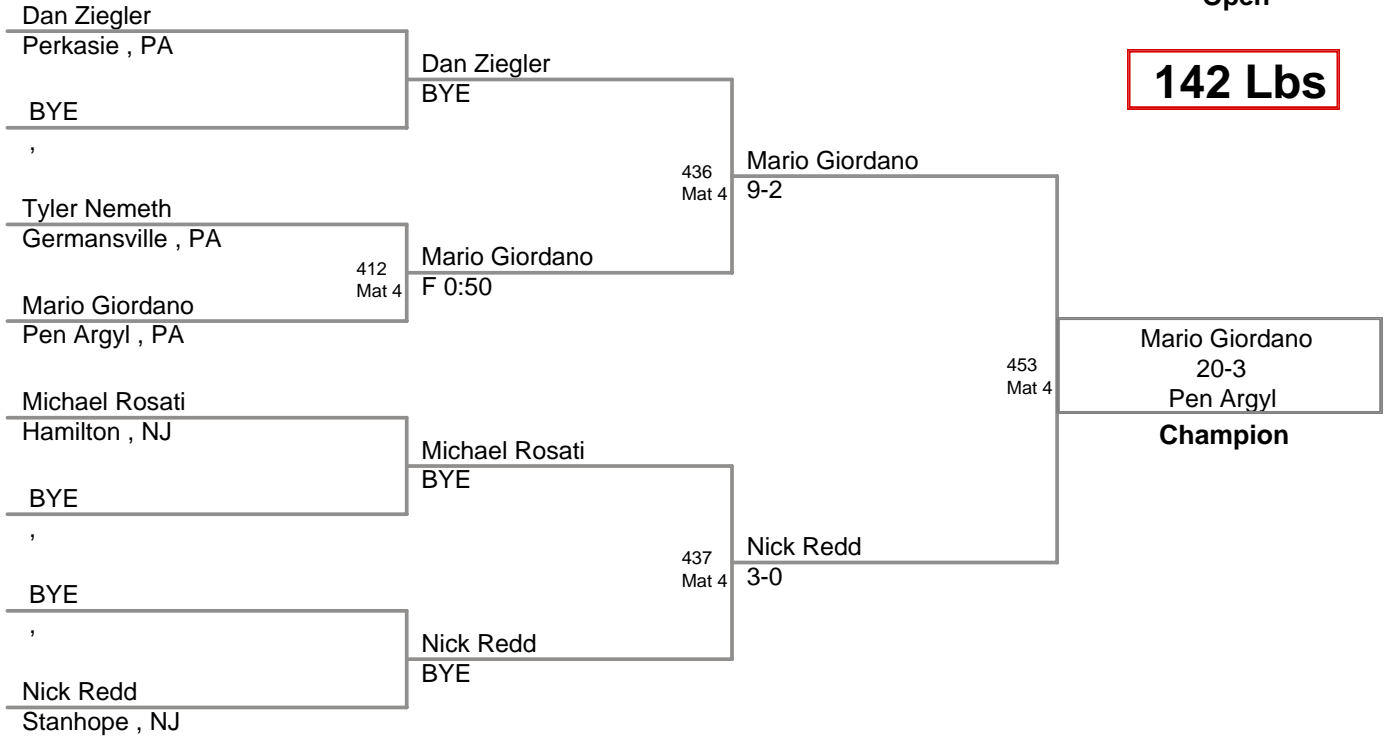 Open
142 Lbs
Dan Ziegler
Perkasie , PA
BYE
,
Tyler Nemeth
Germansville , PA
Mario Giordano
Pen Argyl , PA
Michael Rosati
Hamilton , NJ
BYE
,
BYE
,
Nick Redd
Stanhope , NJ
Dan Ziegler
BYE
412
Mat 4
Mario Giordano
F 0:50
Michael Rosati
BYE
Nick Redd
BYE
436
Mat 4
Mario Giordano
9-2
437
Mat 4
Nick Redd
3-0
453
Mat 4
Mario Giordano
20-3
Pen Argyl
Champion